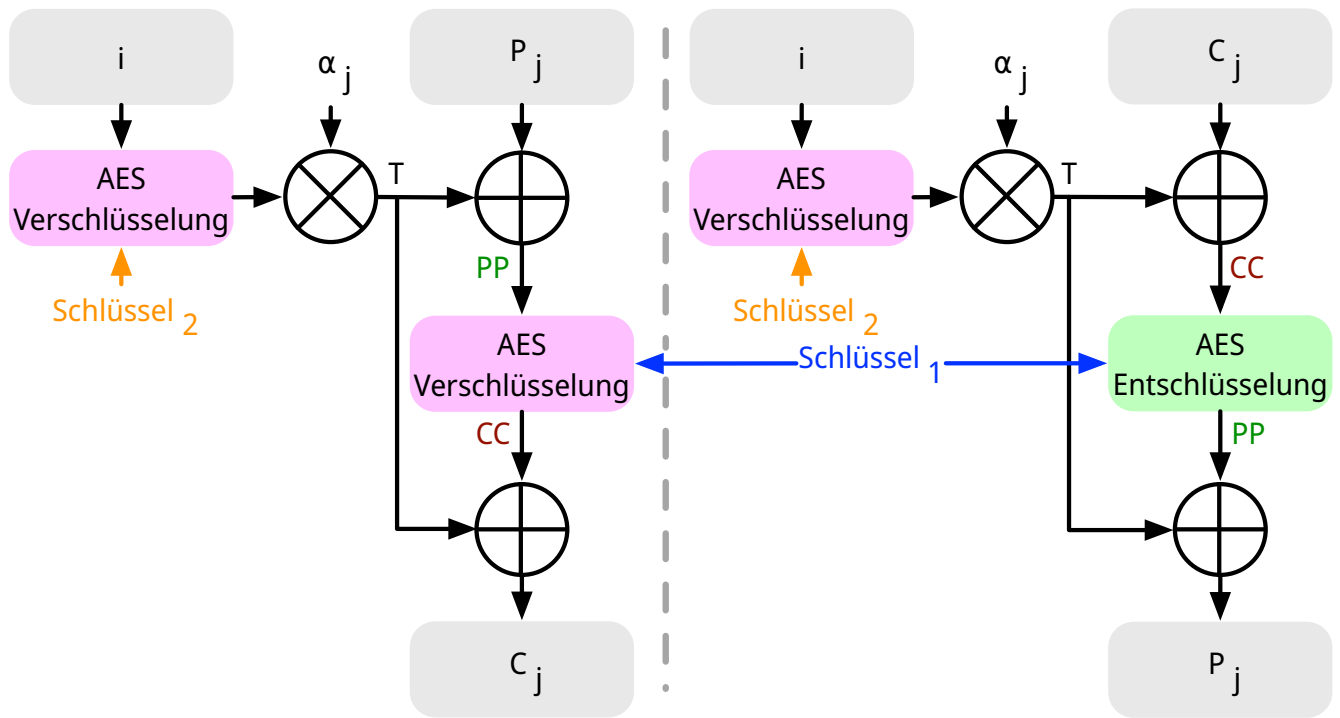 i
α j
P j
AES
Verschlüsselung
T
Schlüssel 2
PP
AES
Verschlüsselung
CC
C j
Schlüssel 1
i
α j
C j
AES
Verschlüsselung
T
Schlüssel 2
CC
AES
Entschlüsselung
PP
P j